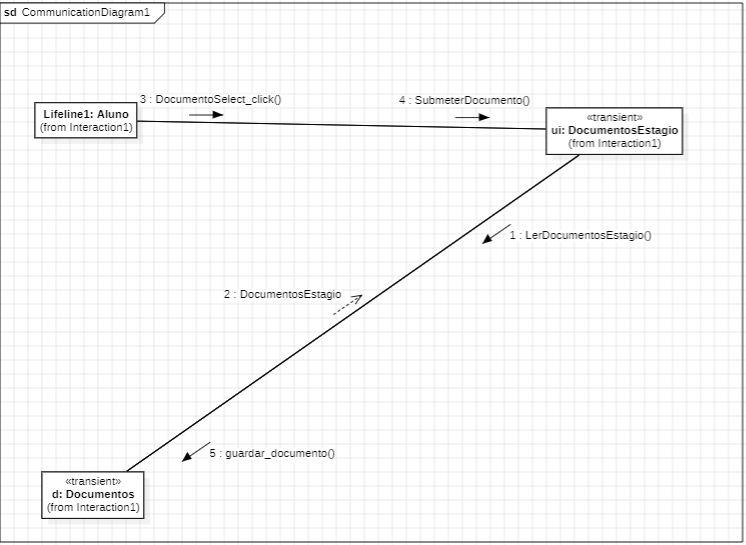 sd CommunicationDiagram1
3 : DocumentoSelect_click()
4 : SubmeterDocumento()
Lifeline1: Aluno
(from Interaction1)
«transient»
ui: DocumentosEstagio
(from Interaction1)
1 : LerDocumentosEstagio()
2 : DocumentosEstagio
5 : guardar_documento()
«transient»
d: Documentos
(from Interaction1)